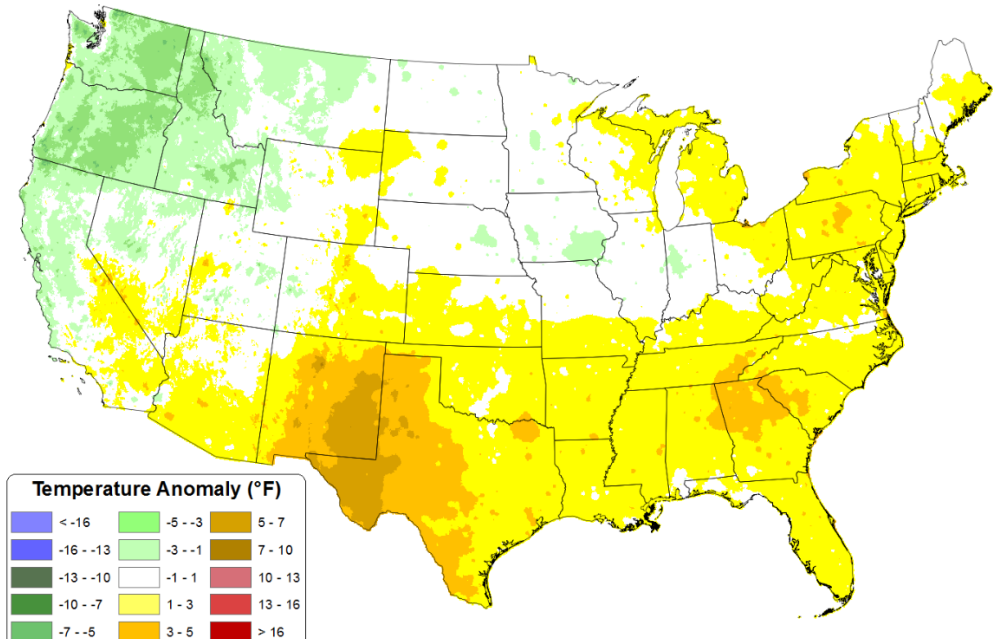 Temperature Anomaly (°F)
< -16 -5 - -3 5 - 7
-16 - -13 -3 - -1 7 - 10
-13 - -10 -1 - 1 10 - 13
-10 - -7 1 - 3 13 - 16
-7 - -5 3 - 5 > 16